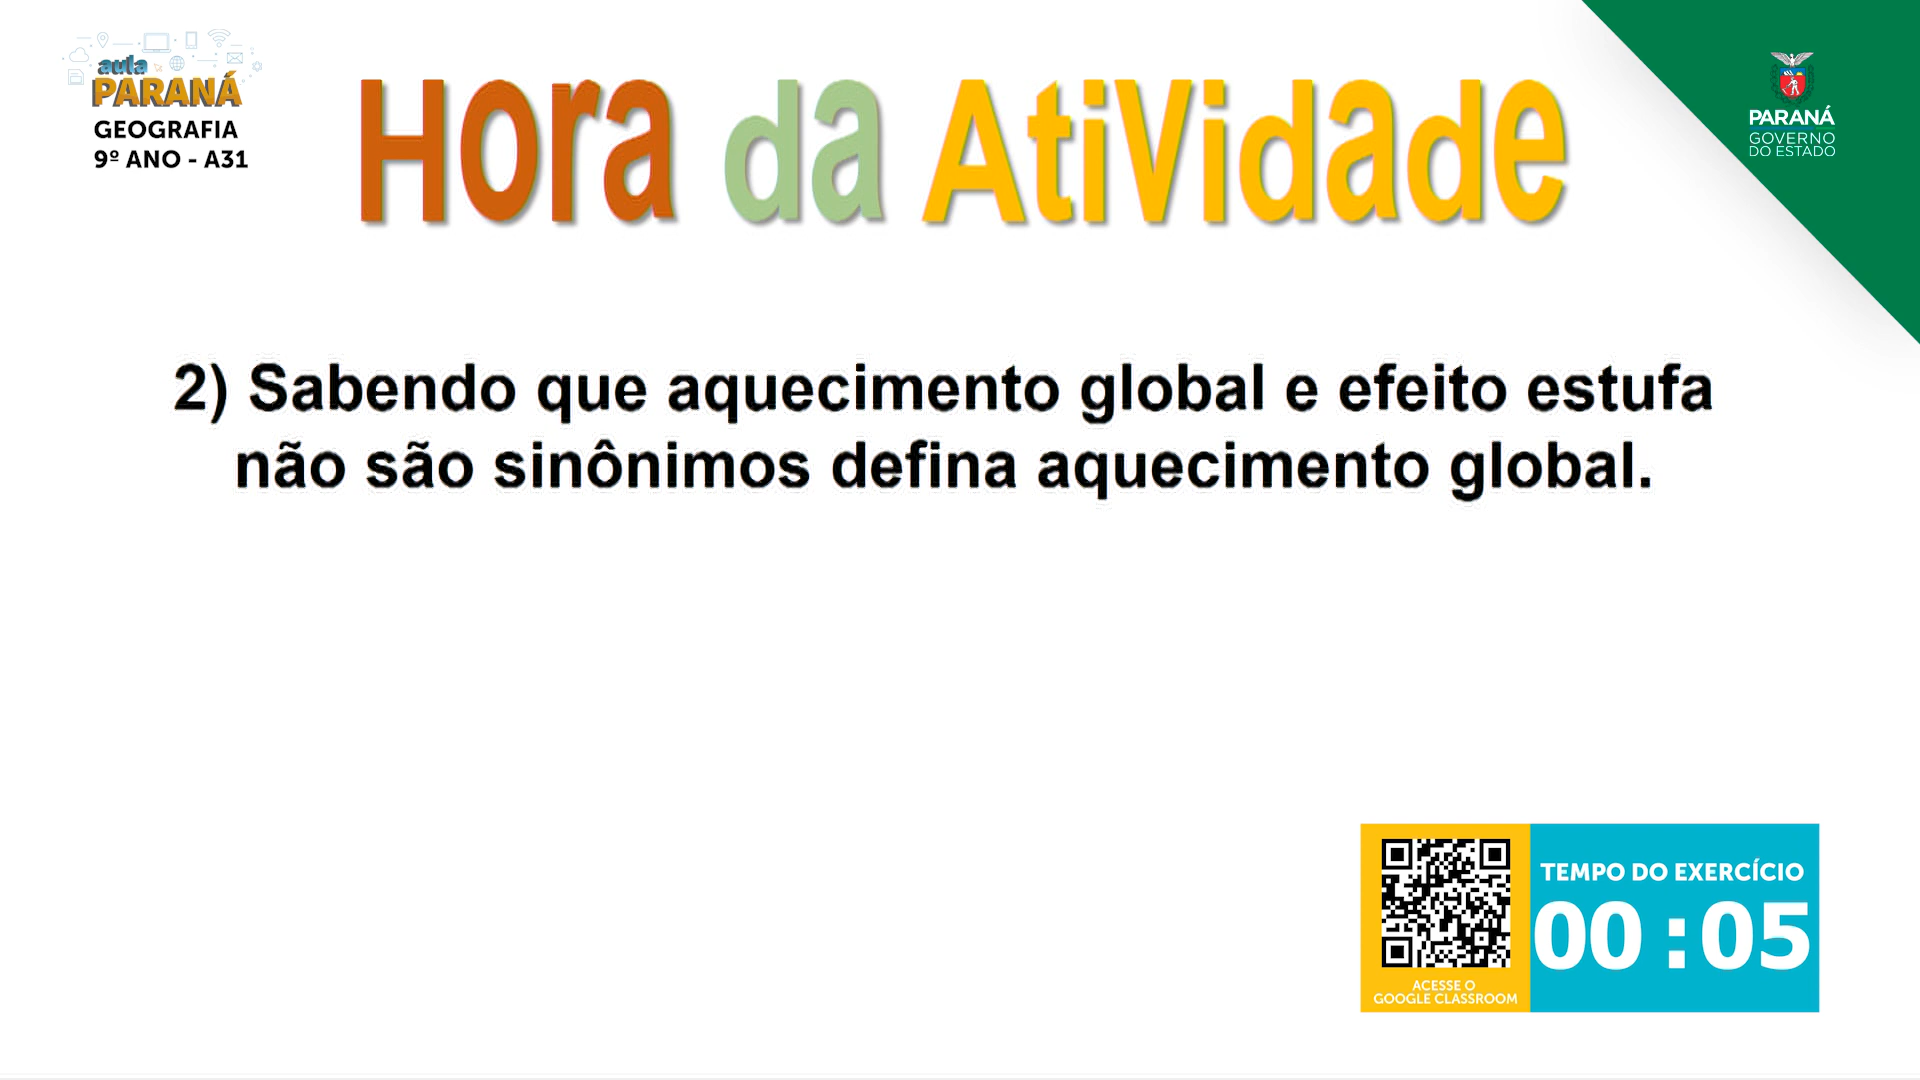 aula
PARANÁ
GEOGRAFIA
9º ANO - A31
Hora da AtiVidade
PARANÁ
GOVERNO
DO ESTADO
2) Sabendo que aquecimento global e efeito estufa
não são sinônimos defina aquecimento global.
TEMPO DO EXERCÍCIO
00:05
ACESSE O
GOOGLE CLASSROOM